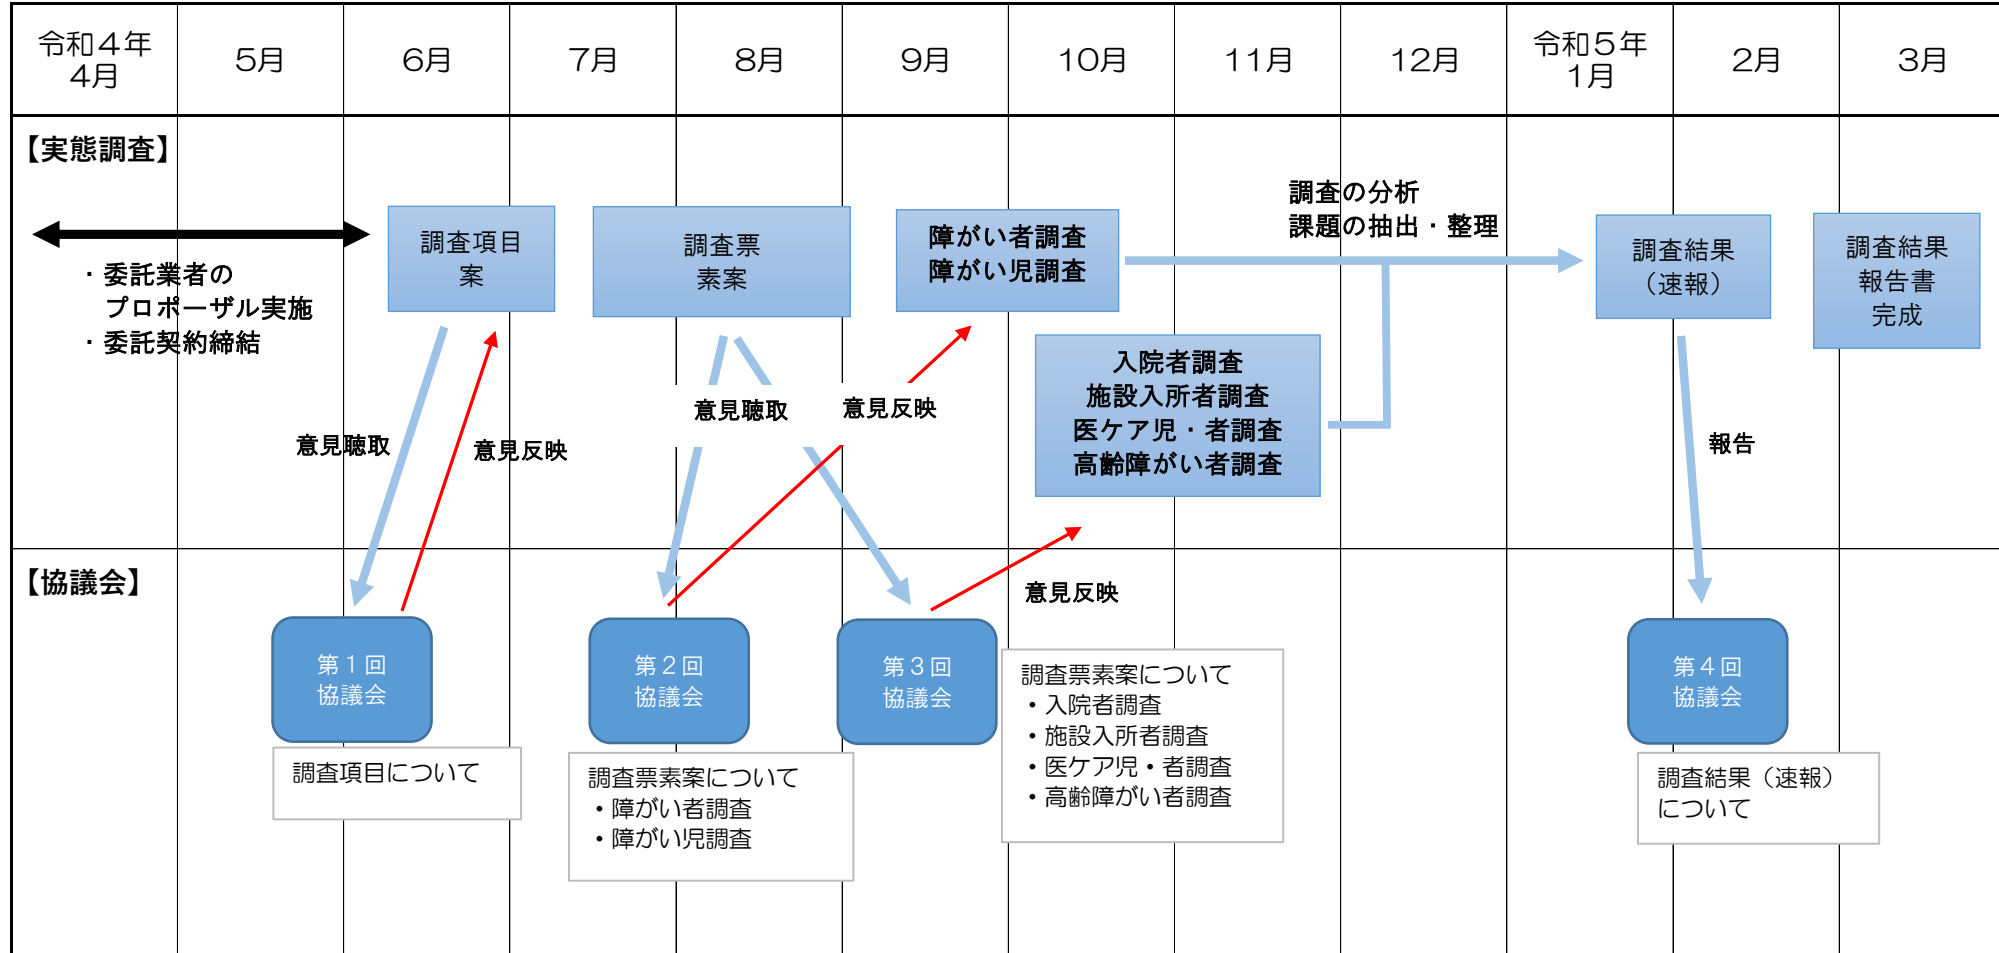 令和４年
4月
5月
6月
7月
8月
9月
10月
11月
12月
令和５年
1月
2月
3月
【実態調査】
・委託業者の
プロポーザル実施
・委託契約締結
調査項目
案
調査票
素案
障がい者調査
障がい児調査
入院者調査
施設入所者調査
医ケア児・者調査
高齢障がい者調査
調査の分析
課題の抽出・整理
調査結果
（速報）
調査結果
報告書
完成
意見聴取
意見反映
意見聴取
意見反映
報告
意見反映
【協議会】
第１回
協議会
調査項目について
第２回
協議会
調査票素案について
・障がい者調査
・障がい児調査
第３回
協議会
調査票素案について
・入院者調査
・施設入所者調査
・医ケア児・者調査
・高齢障がい者調査
第４回
協議会
調査結果（速報）
について